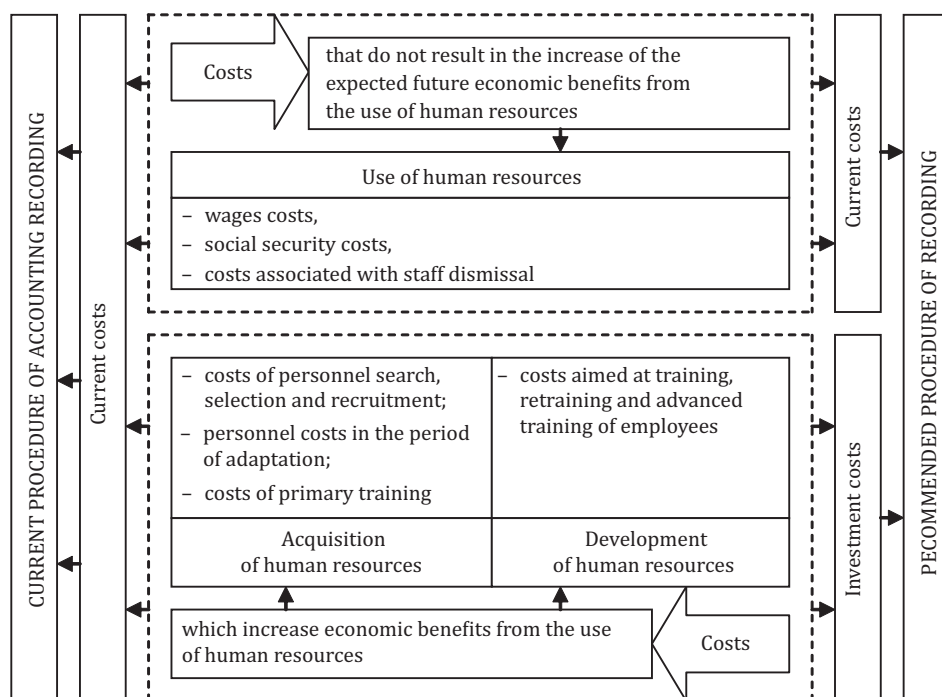 CURRENT PROCEDURE OF ACCOUNTING RECORDING
Current costs
Costs
that do not result in the increase of the
expected future economic benefits from
the use of human resources
Use of human resources
– wages costs,
– social security costs,
– costs associated with staff dismissal
– costs of personnel search,
selection and recruitment;
– personnel costs in the period
of adaptation;
– costs of primary training
– costs aimed at training,
retraining and advanced
training of employees
Acquisition
of human resources
Development
of human resources
which increase economic benefits from the use
of human resources
Costs
Current costs
Investment costs
PECOMMENDED PROCEDURE OF RECORDING